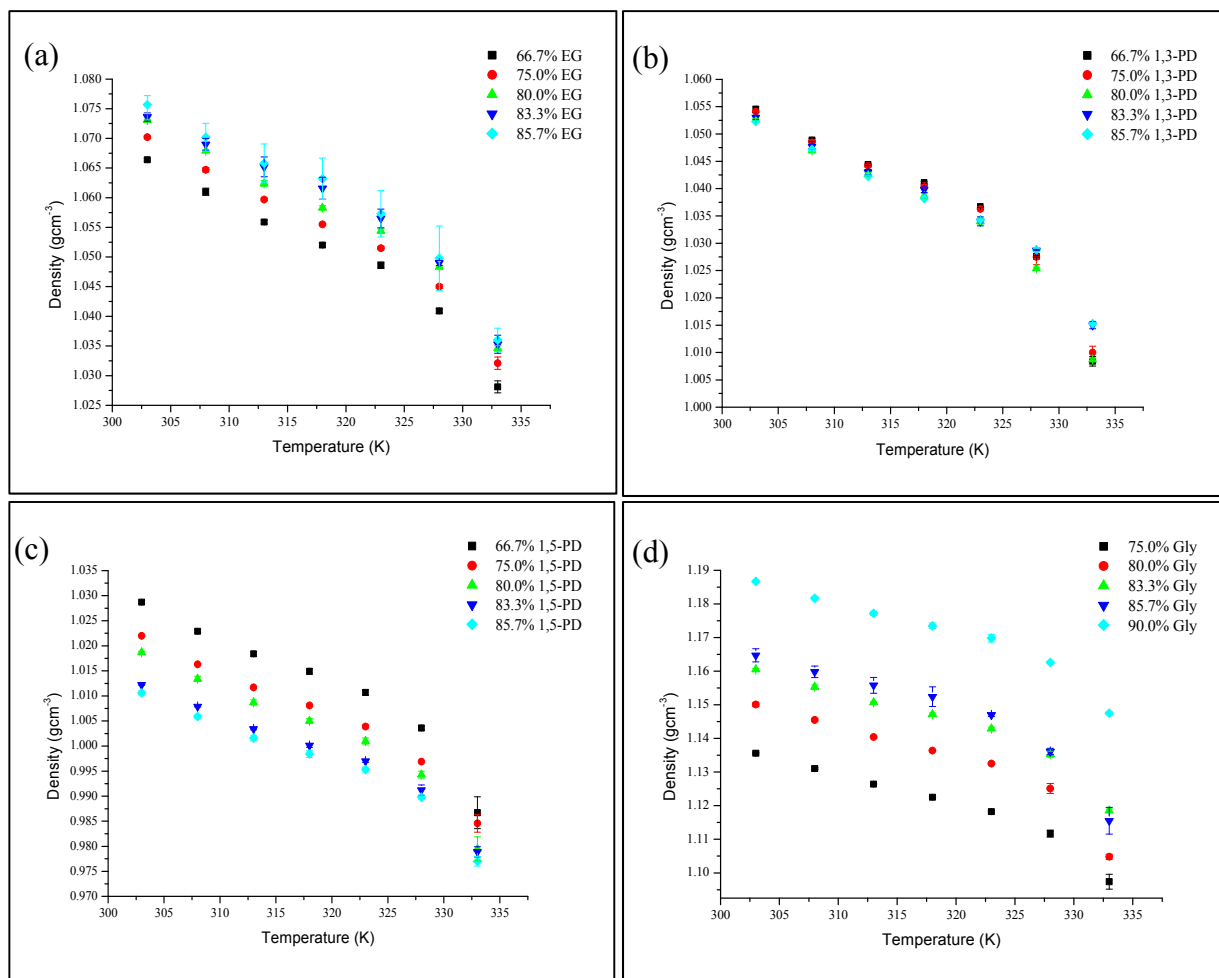 (a)
66.7% EG
75.0% EG
80.0% EG
83.3% EG
85.7% EG
1.080
1.075
1.070
1.065
1.060
1.055
1.050
1.045
1.040
1.035
1.030
1.025
Density (gcm⁻³)
300 305 310 315 320 325 330 335
Temperature (K)
(b)
66.7% 1,3-PD
75.0% 1,3-PD
80.0% 1,3-PD
83.3% 1,3-PD
85.7% 1,3-PD
1.060
1.055
1.050
1.045
1.040
1.035
1.030
1.025
1.020
1.015
1.010
1.005
1.000
Density (gcm⁻³)
300 305 310 315 320 325 330 335
Temperature (K)
(c)
66.7% 1,5-PD
75.0% 1,5-PD
80.0% 1,5-PD
83.3% 1,5-PD
85.7% 1,5-PD
1.035
1.030
1.025
1.020
1.015
1.010
1.005
1.000
0.995
0.990
0.985
0.980
0.975
0.970
Density (gcm⁻³)
300 305 310 315 320 325 330 335
Temperature (K)
(d)
75.0% Gly
80.0% Gly
83.3% Gly
85.7% Gly
90.0% Gly
1.19
1.18
1.17
1.16
1.15
1.14
1.13
1.12
1.11
1.10
Density (gcm⁻³)
300 305 310 315 320 325 330 335
Temperature (K)